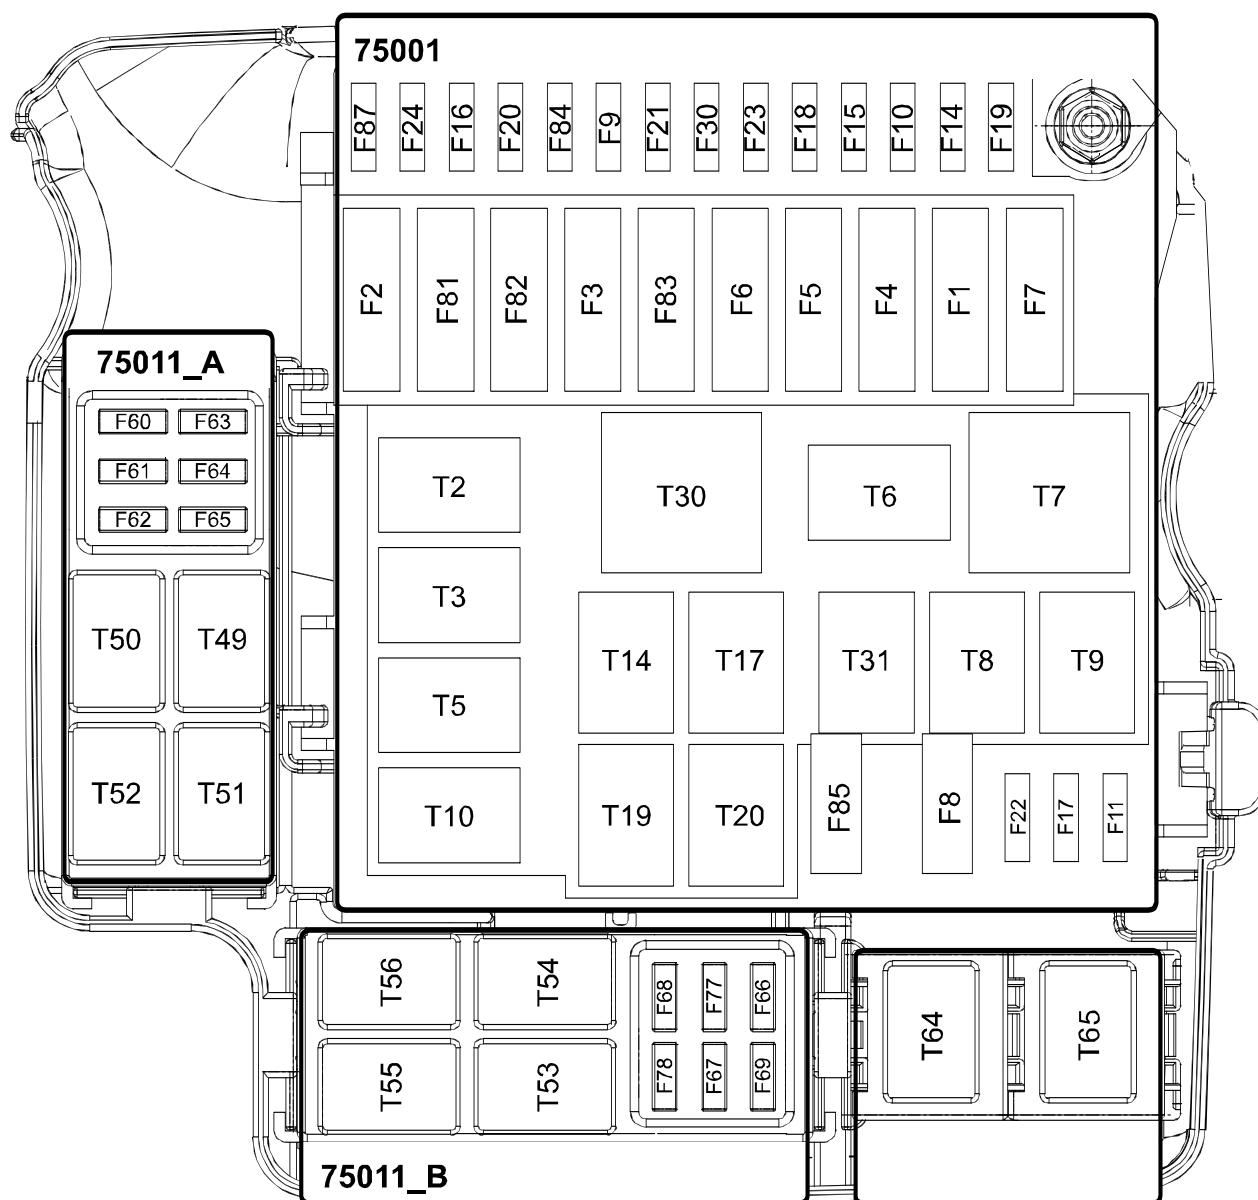 75001
F87 F24 F16 F20 F84 F9 F21 F30 F23 F18 F15 F10 F14 F19
F2 F81 F82 F3 F83 F6 F5 F4 F1 F7
75011_A
F60 F63
F61 F64
F62 F65
T50 T49
T52 T51
T2 T30 T6 T7
T3
T14 T17 T31 T8 T9
T5
T10 T19 T20 F85 F8 F22 F17 F11
T56 T54 F68 F77 F66
T55 T53 F78 F67 F69
75011_B
T64 T65